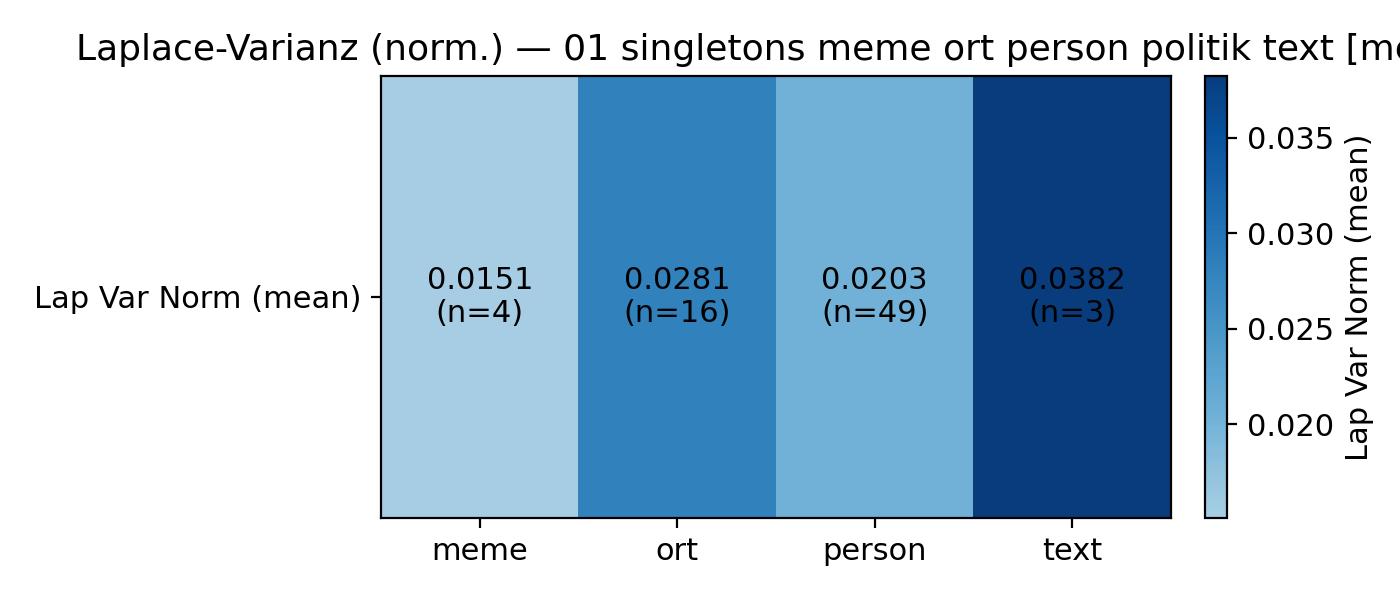 Laplace-Varianz (norm.) — 01 singletons meme ort person politik text [me
Lap Var Norm (mean)
0.0151
(n=4)
0.0281
(n=16)
0.0203
(n=49)
0.0382
(n=3)
meme
ort
person
text
0.035
0.030
0.025
0.020
Lap Var Norm (mean)